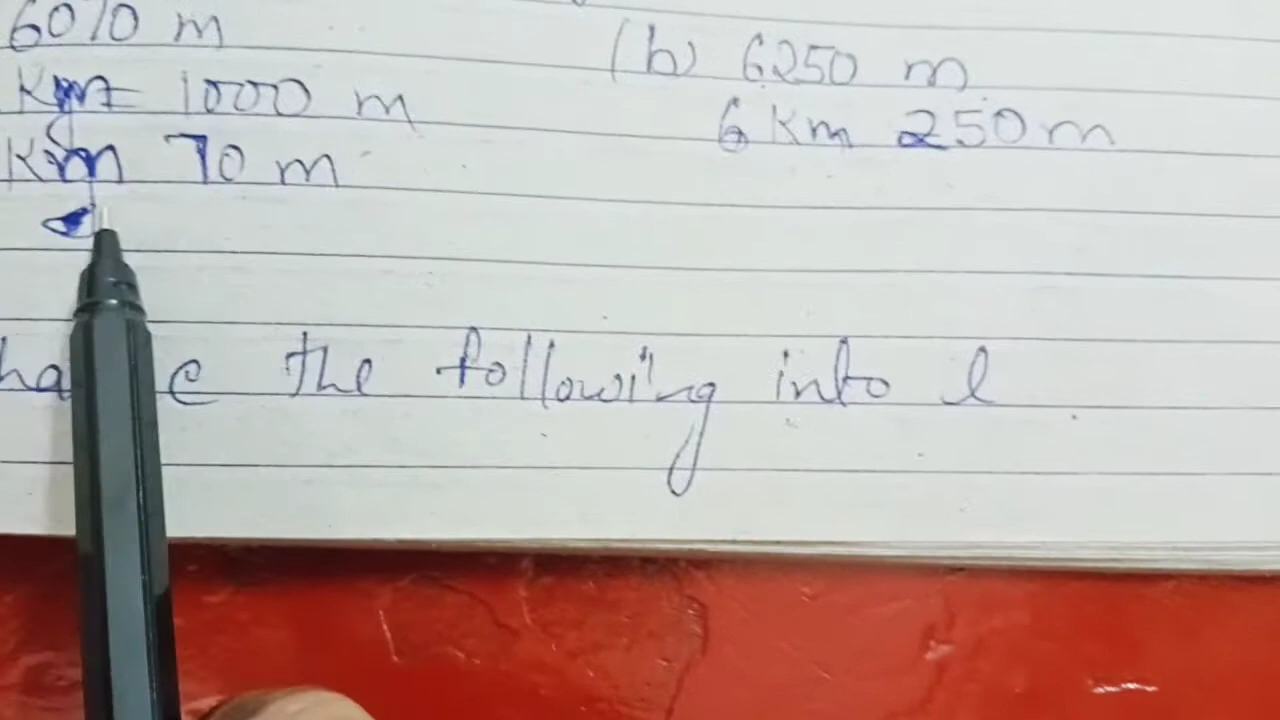 6070 m
Km = 1000 m
Km 70 m
(b) 6250 m
6 Km 250 m
the following into l